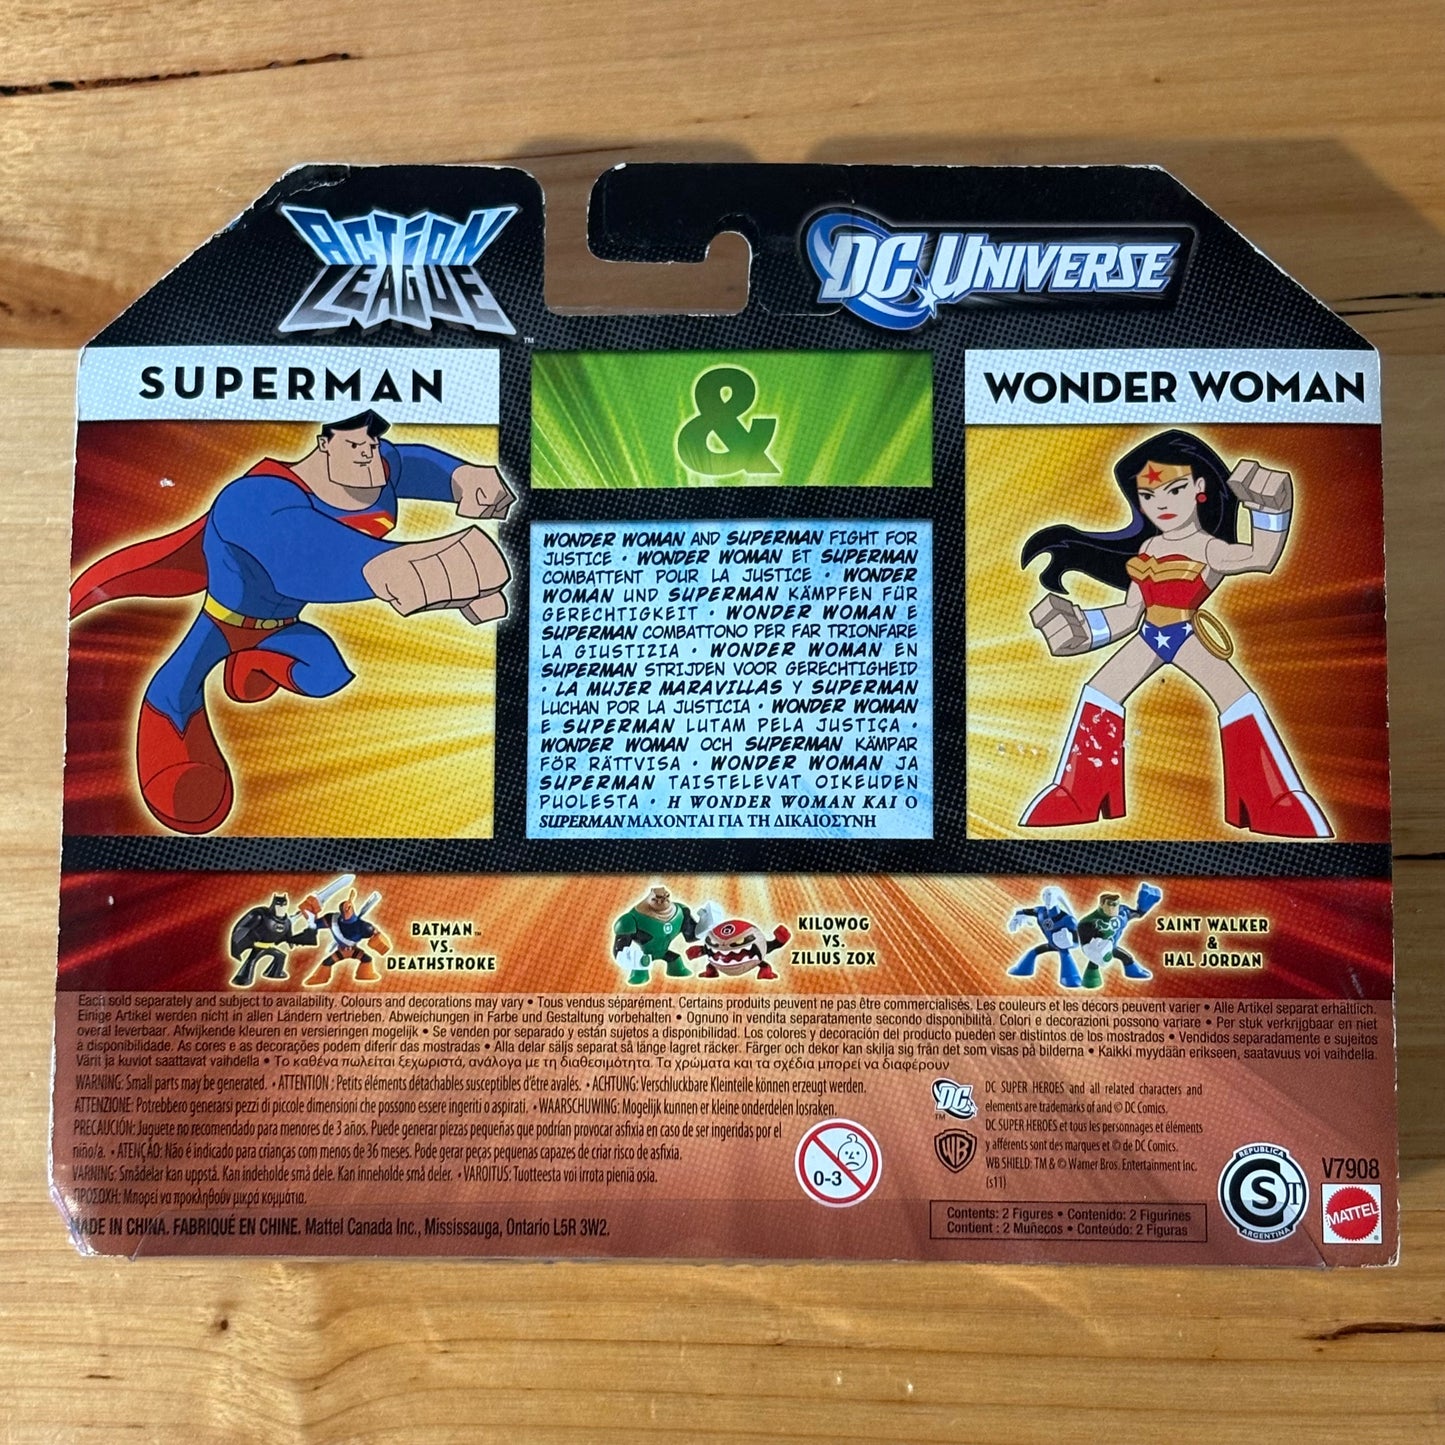 ACTION
LEAGUE
TM
DC UNIVERSE
SUPERMAN
&
WONDER WOMAN
WONDER WOMAN AND SUPERMAN FIGHT FOR
JUSTICE • WONDER WOMAN ET SUPERMAN
COMBATTENT POUR LA JUSTICE • WONDER
WOMAN UND SUPERMAN KÄMPFEN FÜR
GERECHTIGKEIT • WONDER WOMAN E
SUPERMAN COMBATTONO PER FAR TRIONFARE
LA GIUSTIZIA • WONDER WOMAN EN
SUPERMAN STRIJDEN VOOR GERECHTIGHEID
• LA MUJER MARAVILLAS Y SUPERMAN
LUCHAN POR LA JUSTICIA • WONDER WOMAN
E SUPERMAN LUTAM PELA JUSTIÇA •
WONDER WOMAN OCH SUPERMAN KÄMPAR
FÖR RÄTTVISA • WONDER WOMAN JA
SUPERMAN TAISTELEVAT OIKEUDEN
PUOLESTA • Η WONDER WOMAN ΚΑΙ Ο
SUPERMAN ΜΑΧΟΝΤΑΙ ΓΙΑ ΤΗ ΔΙΚΑΙΟΣΥΝΗ
BATMAN™
VS.
DEATHSTROKE
KILOWOG
VS.
ZILIUS ZOX
SAINT WALKER
&
HAL JORDAN
Each sold separately and subject to availability. Colours and decorations may vary • Tous vendus séparément. Certains produits peuvent ne pas être commercialisés. Les couleurs et les décors peuvent varier • Alle Artikel separat erhältlich.
Einige Artikel werden nicht in allen Ländern vertrieben. Abweichungen in Farbe und Gestaltung vorbehalten • Ognuno in vendita separatamente secondo disponibilità. Colori e decorazioni possono variare • Per stuk verkrijgbaar en niet
overal leverbaar. Afwijkende kleuren en versieringen mogelijk • Se venden por separado y están sujetos a disponibilidad. Los colores y decoración del producto pueden ser distintos de los mostrados • Vendidos separadamente e sujeitos
a disponibilidade. As cores e as decorações podem diferir das mostradas • Alla delar säljs separat så länge lagret räcker. Färger och dekor kan skilja sig från det som visas på bilderna • Kaikki myydään erikseen, saatavuus voi vaihdella.
Värit ja kuviot saattavat vaihdella • Το καθένα πωλείται ξεχωριστά, ανάλογα με τη διαθεσιμότητα. Τα χρώματα και τα σχέδια μπορεί να διαφέρουν
WARNING: Small parts may be generated. • ATTENTION : Petits éléments détachables susceptibles d'être avalés. • ACHTUNG: Verschluckbare Kleinteile können erzeugt werden.
ATTENZIONE: Potrebbero generarsi pezzi di piccole dimensioni che possono essere ingeriti o aspirati. • WAARSCHUWING: Mogelijk kunnen er kleine onderdelen losraken.
PRECAUCIÓN: Juguete no recomendado para menores de 3 años. Puede generar piezas pequeñas que podrían provocar asfixia en caso de ser ingeridas por el
niño/a. • ATENÇÃO: Não é indicado para crianças com menos de 36 meses. Pode gerar peças pequenas capazes de criar risco de asfixia.
VARNING: Smådelar kan uppstå. Kan indeholde små dele. Kan inneholde små deler. • VAROITUS: Tuotteesta voi irrota pieniä osia.
ΠΡΟΣΟΧΗ: Μπορεί να προκληθούν μικρά κομμάτια.
MADE IN CHINA. FABRIQUÉ EN CHINE. Mattel Canada Inc., Mississauga, Ontario L5R 3W2.
0-3
DC
TM
WB
DC SUPER HEROES and all related characters and
elements are trademarks of and © DC Comics.
DC SUPER HEROES et tous les personnages et éléments
y afférents sont des marques et © de DC Comics.
WB SHIELD: TM & © Warner Bros. Entertainment Inc.
(s11)
Contents: 2 Figures • Contenido: 2 Figurines
Contient : 2 Muñecos • Conteúdo: 2 Figuras
REPUBLICA
S T
ARGENTINA
V7908
MATTEL